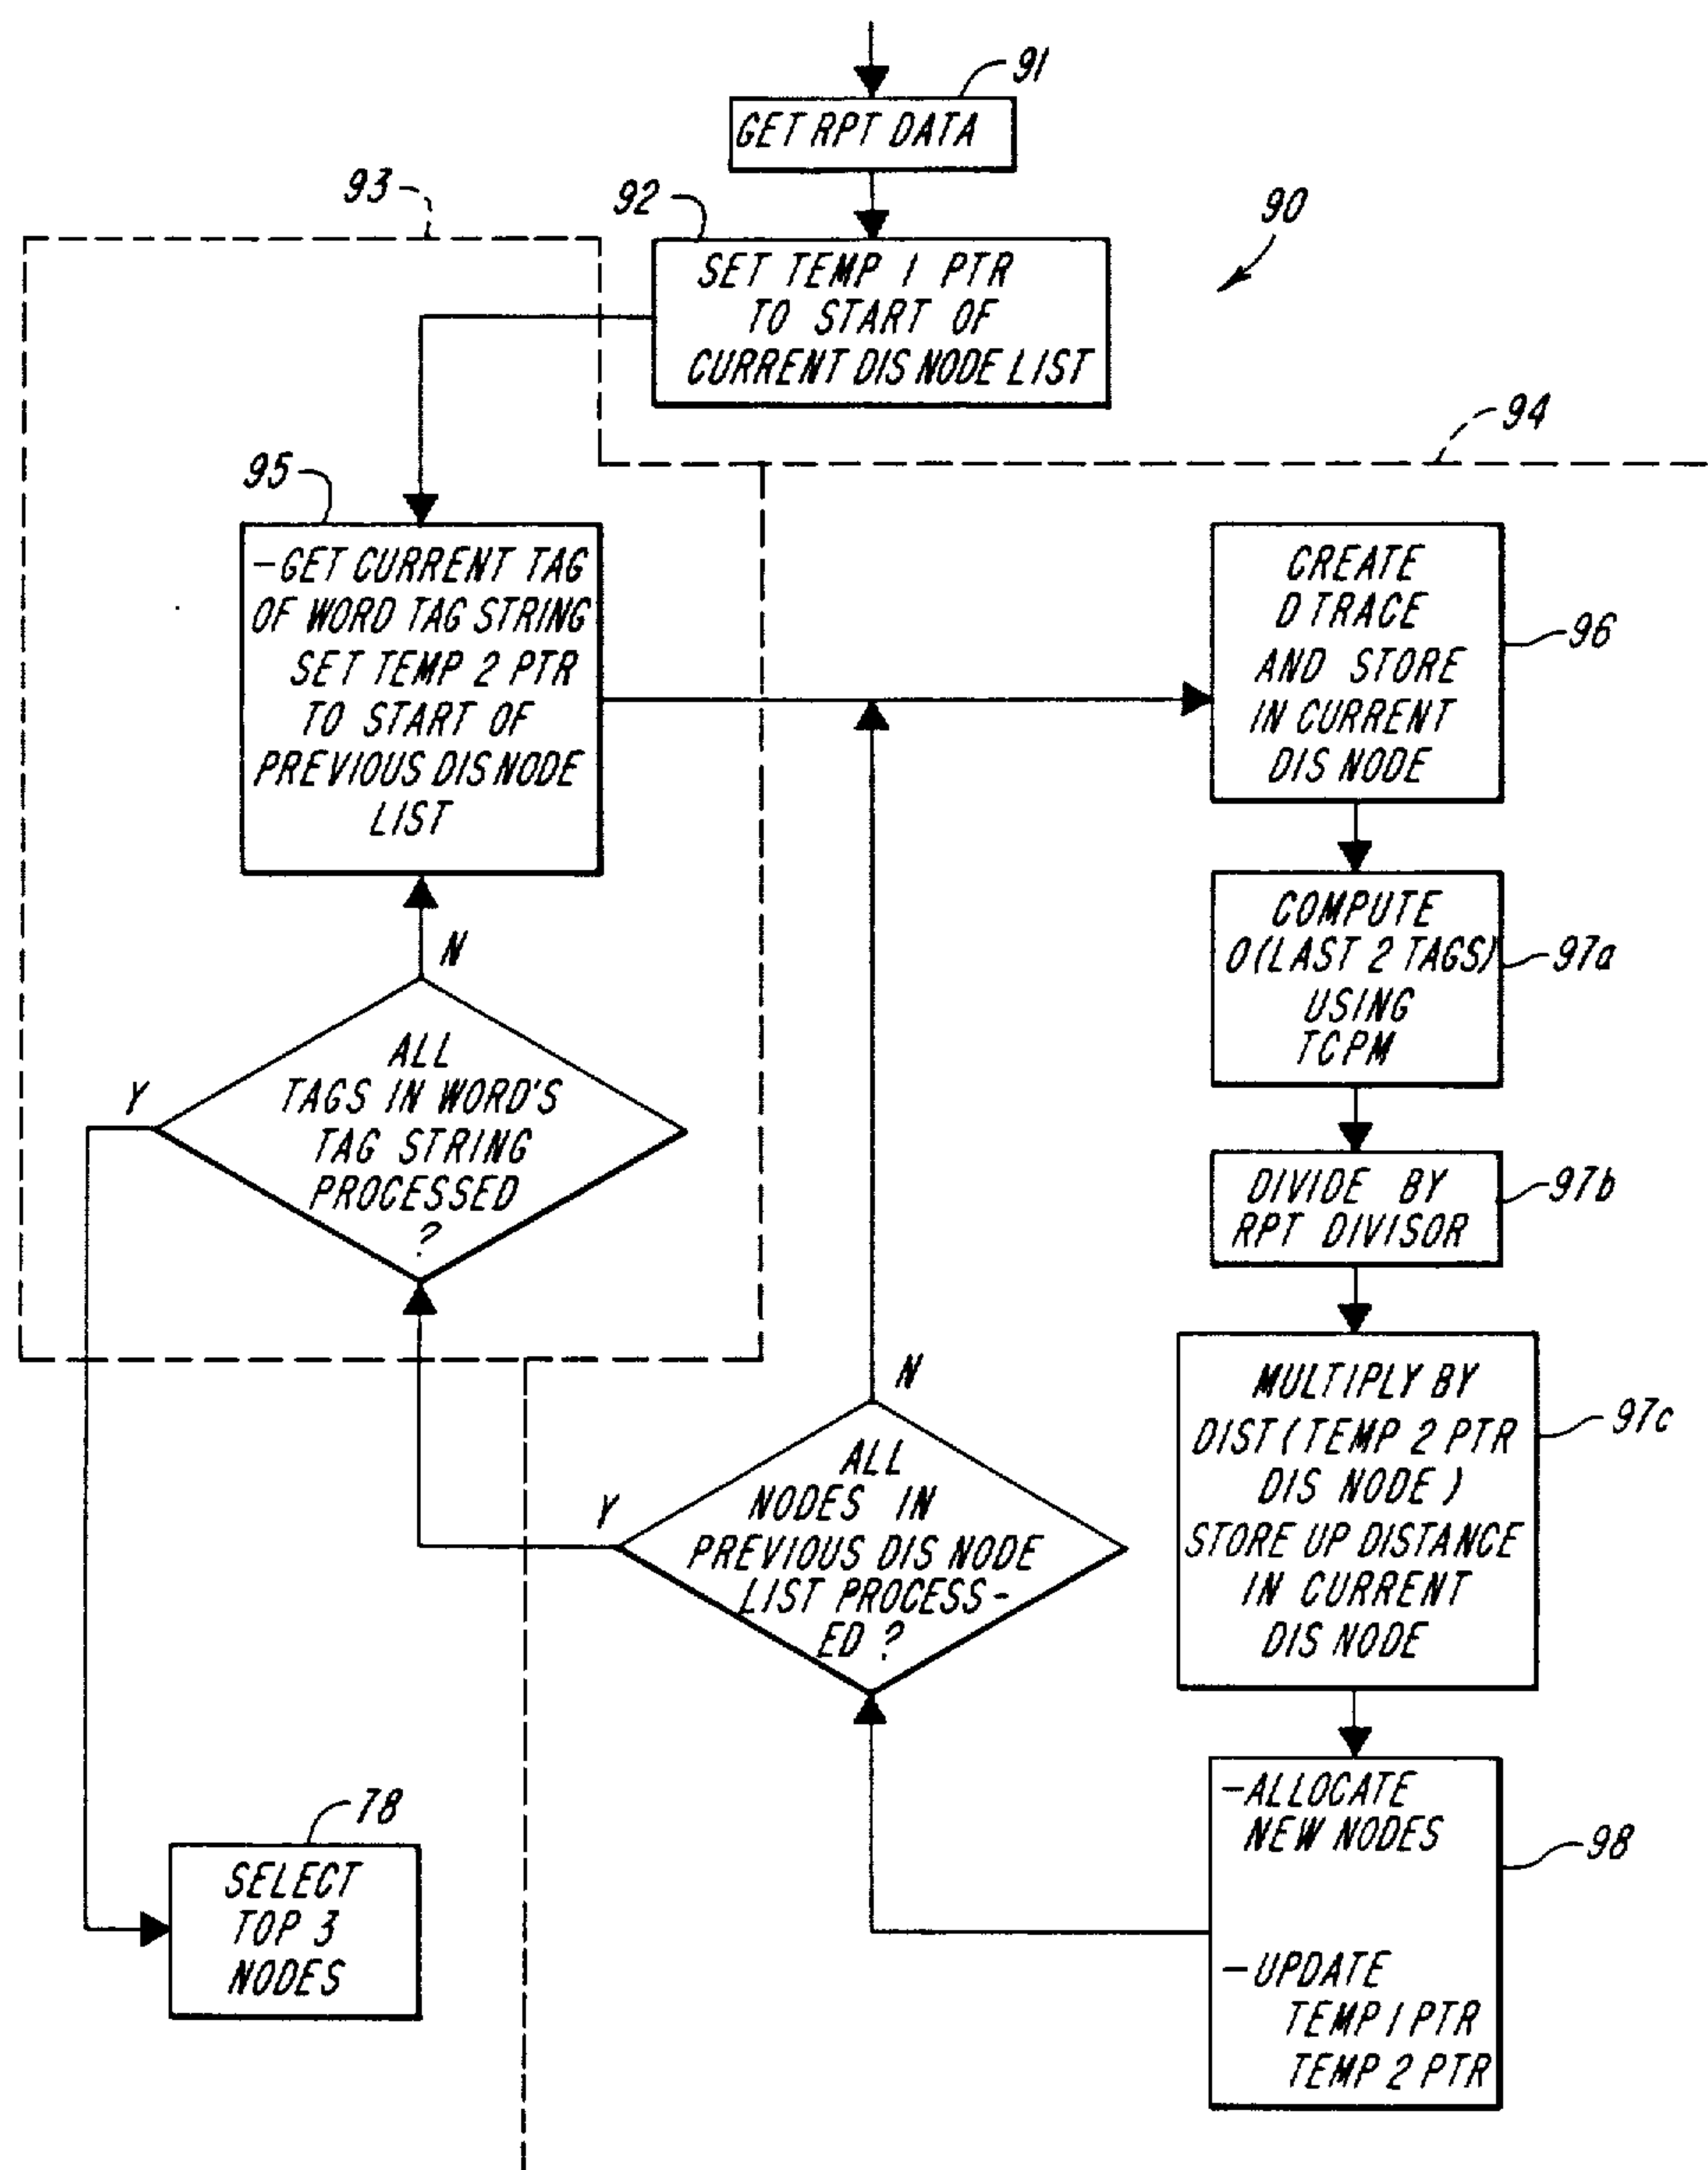 91
GET RPT DATA
93
92
90
SET TEMP 1 PTR
TO START OF
CURRENT DIS NODE LIST
94
95
-GET CURRENT TAG
OF WORD TAG STRING
SET TEMP 2 PTR
TO START OF
PREVIOUS DIS NODE
LIST
CREATE
D TRACE
AND STORE
IN CURRENT
DIS NODE
96
N
COMPUTE
O(LAST 2 TAGS)
USING
TCPM
97a
Y
ALL
TAGS IN WORD'S
TAG STRING
PROCESSED
?
DIVIDE BY
RPT DIVISOR
97b
N
MULTIPLY BY
DIST(TEMP 2 PTR
DIS NODE)
STORE UP DISTANCE
IN CURRENT
DIS NODE
97c
Y
ALL
NODES IN
PREVIOUS DIS NODE
LIST PROCESS-
ED?
78
SELECT
TOP 3
NODES
-ALLOCATE
NEW NODES
-UPDATE
TEMP 1 PTR
TEMP 2 PTR
98